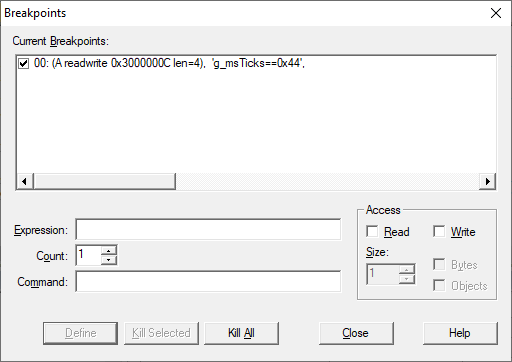 Breakpoints
Current Breakpoints:
00: (A readwrite 0x3000000C len=4),  'g_msTicks==0x44',
Expression:
Count: 1
Command:
Access
Read Write
Size:
1
Bytes
Objects
Define Kill Selected Kill All Close Help